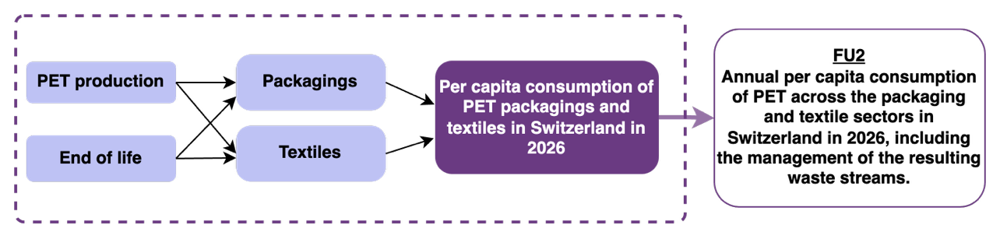 PET production
End of life
Packagings
Textiles
Per capita consumption of
PET packagings and
textiles in Switzerland in
2026
FU2
Annual per capita consumption
of PET across the packaging
and textile sectors in
Switzerland in 2026, including
the management of the resulting
waste streams.